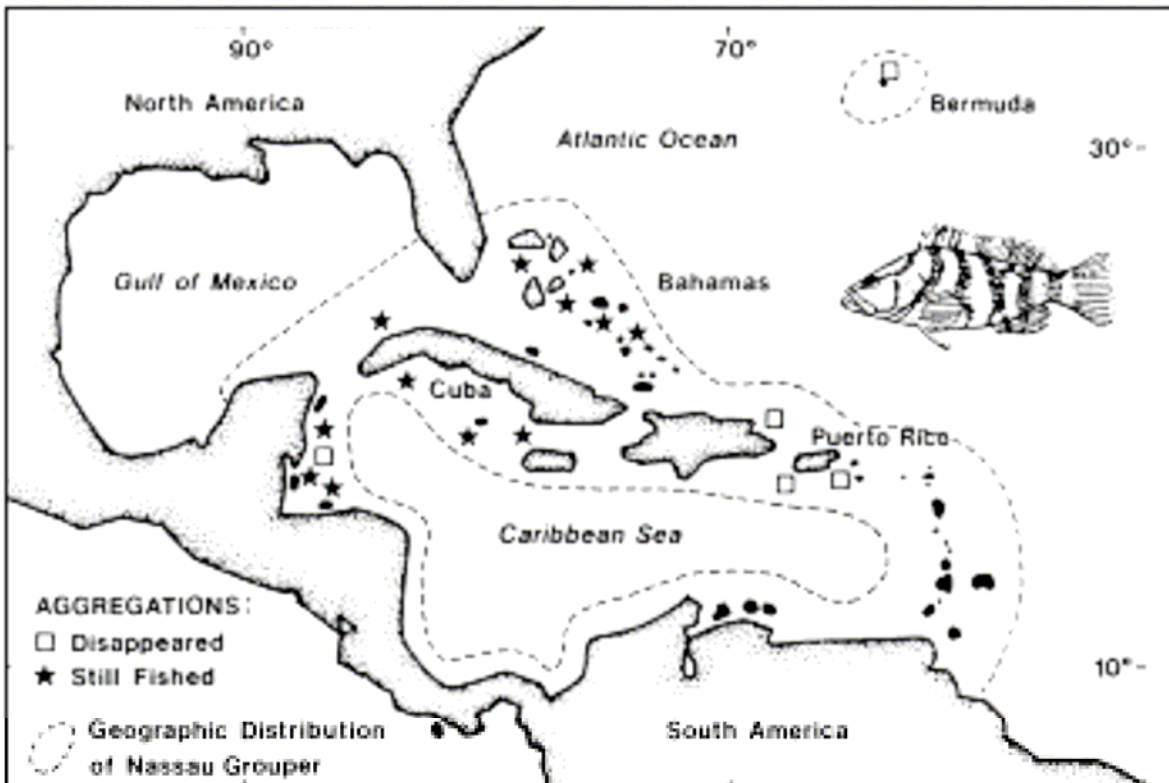 90°
70°
North America
Bermuda
Atlantic Ocean
30°
Gulf of Mexico
Bahamas
Cuba
Puerto Rico
Caribbean Sea
AGGREGATIONS:
Disappeared
Still Fished
10°
Geographic Distribution
of Nassau Grouper
South America